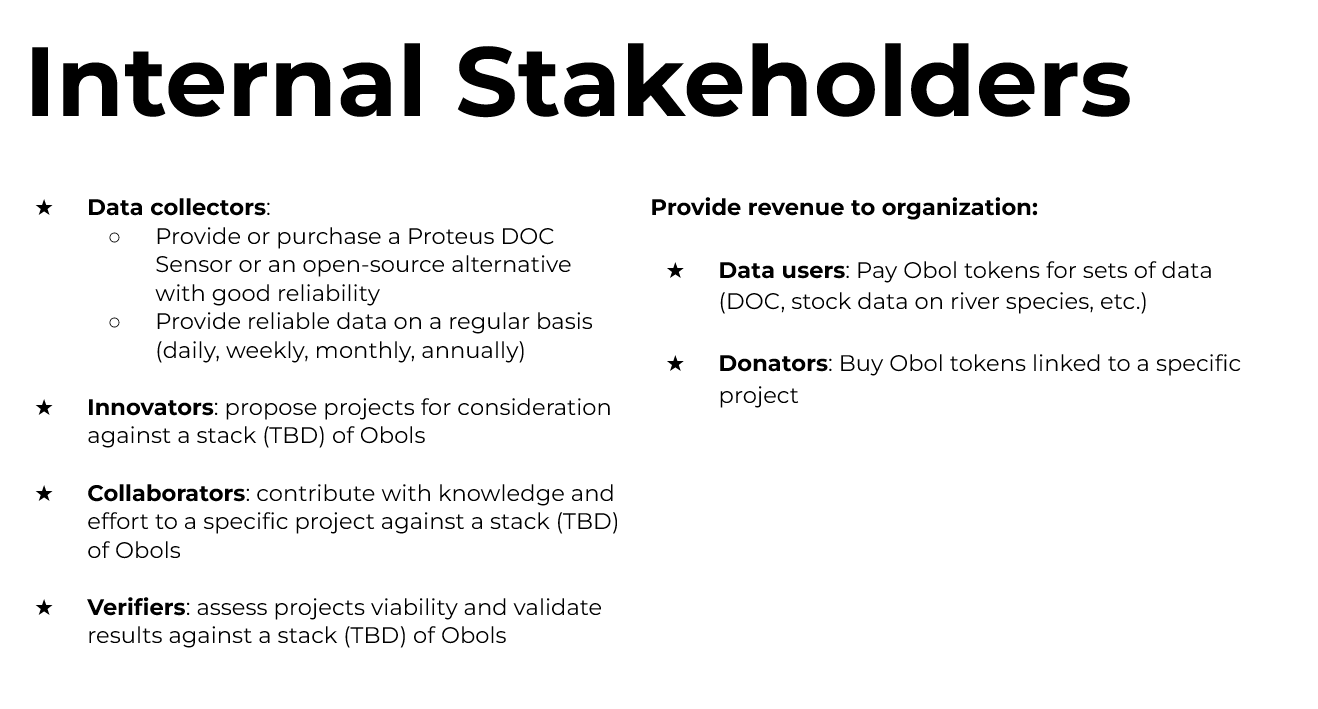 Internal Stakeholders
★ Data collectors:
○ Provide or purchase a Proteus DOC
Sensor or an open-source alternative
with good reliability
○ Provide reliable data on a regular basis
(daily, weekly, monthly, annually)
★ Innovators: propose projects for consideration
against a stack (TBD) of Obols
★ Collaborators: contribute with knowledge and
effort to a specific project against a stack (TBD)
of Obols
★ Verifiers: assess projects viability and validate
results against a stack (TBD) of Obols
Provide revenue to organization:
★ Data users: Pay Obol tokens for sets of data
(DOC, stock data on river species, etc.)
★ Donators: Buy Obol tokens linked to a specific
project